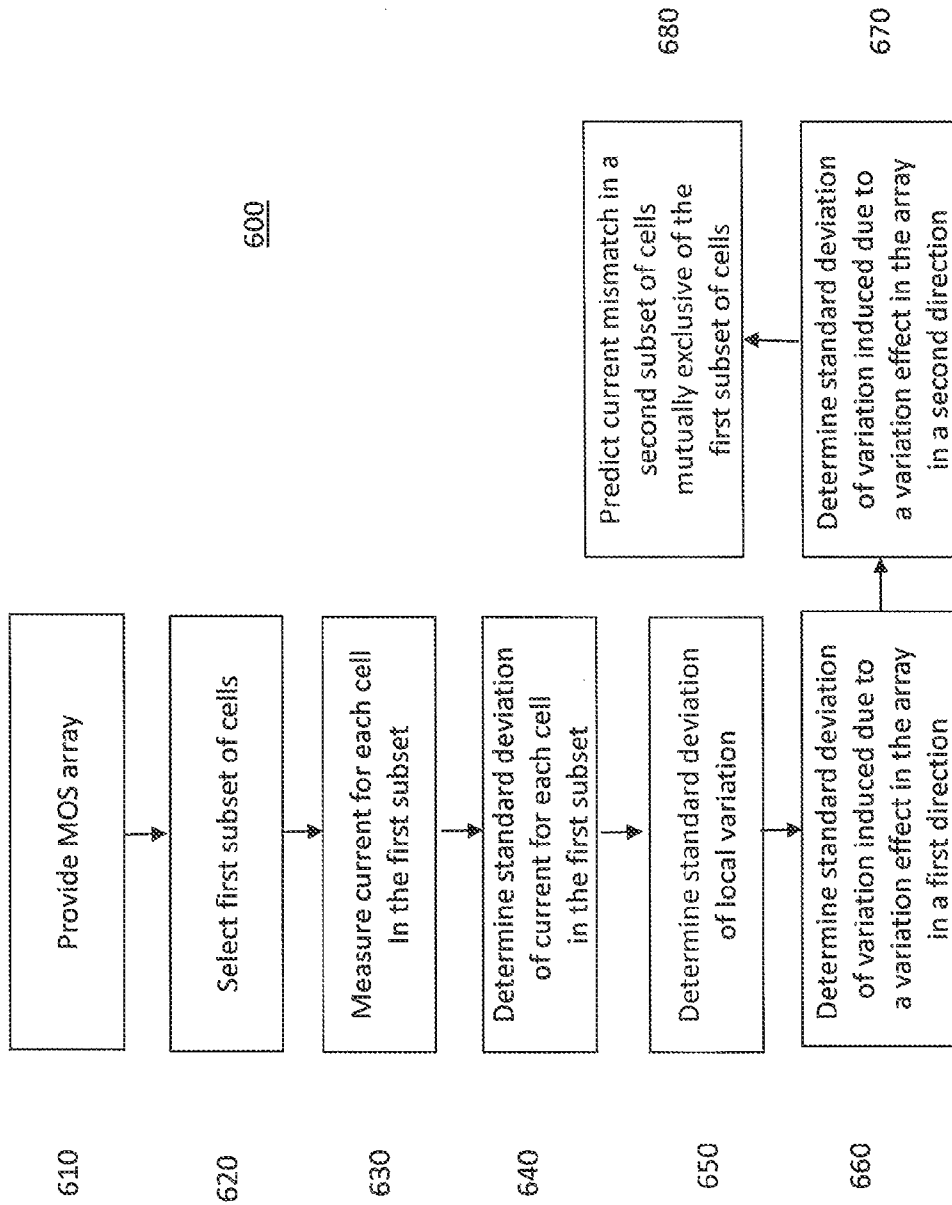 600
610
Provide MOS array
620
Select first subset of cells
630
Measure current for each cell
In the first subset
640
Determine standard deviation
of current for each cell
in the first subset
650
Determine standard deviation
of local variation
660
Determine standard deviation
of variation induced due to
a variation effect in the array
in a first direction
Determine standard deviation
of variation induced due to
a variation effect in the array
in a second direction
670
Predict current mismatch in a
second subset of cells
mutually exclusive of the
first subset of cells
680